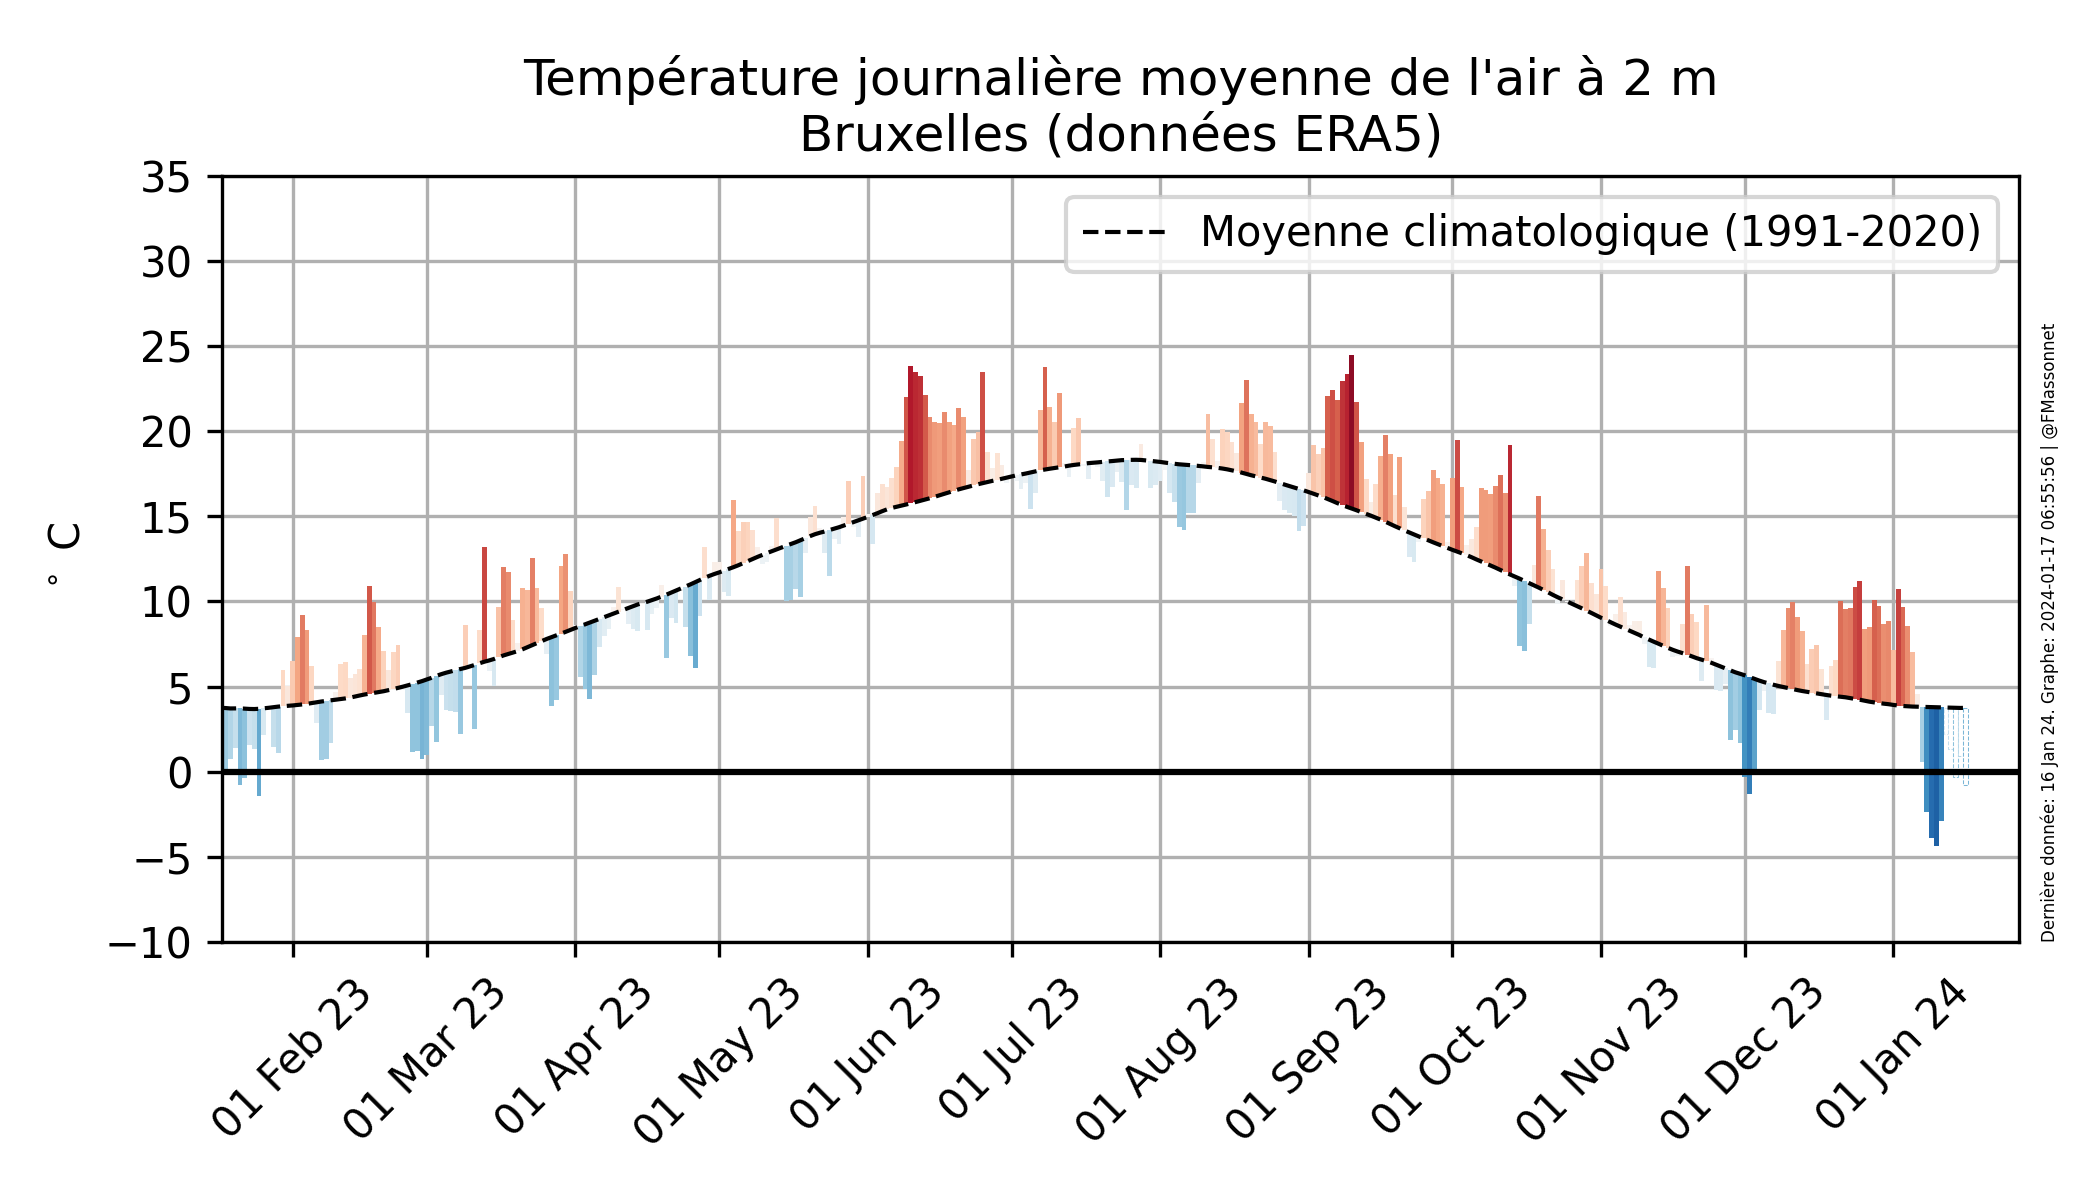 Température journalière moyenne de l'air à 2 m
Bruxelles (données ERA5)
Moyenne climatologique (1991-2020)
35
30
25
20
15
10
5
0
−5
−10
° C
01 Feb 23
01 Mar 23
01 Apr 23
01 May 23
01 Jun 23
01 Jul 23
01 Aug 23
01 Sep 23
01 Oct 23
01 Nov 23
01 Dec 23
01 Jan 24
Dernière donnée: 16 Jan 24. Graphe: 2024-01-17 06:55:56 | @FMassonnet